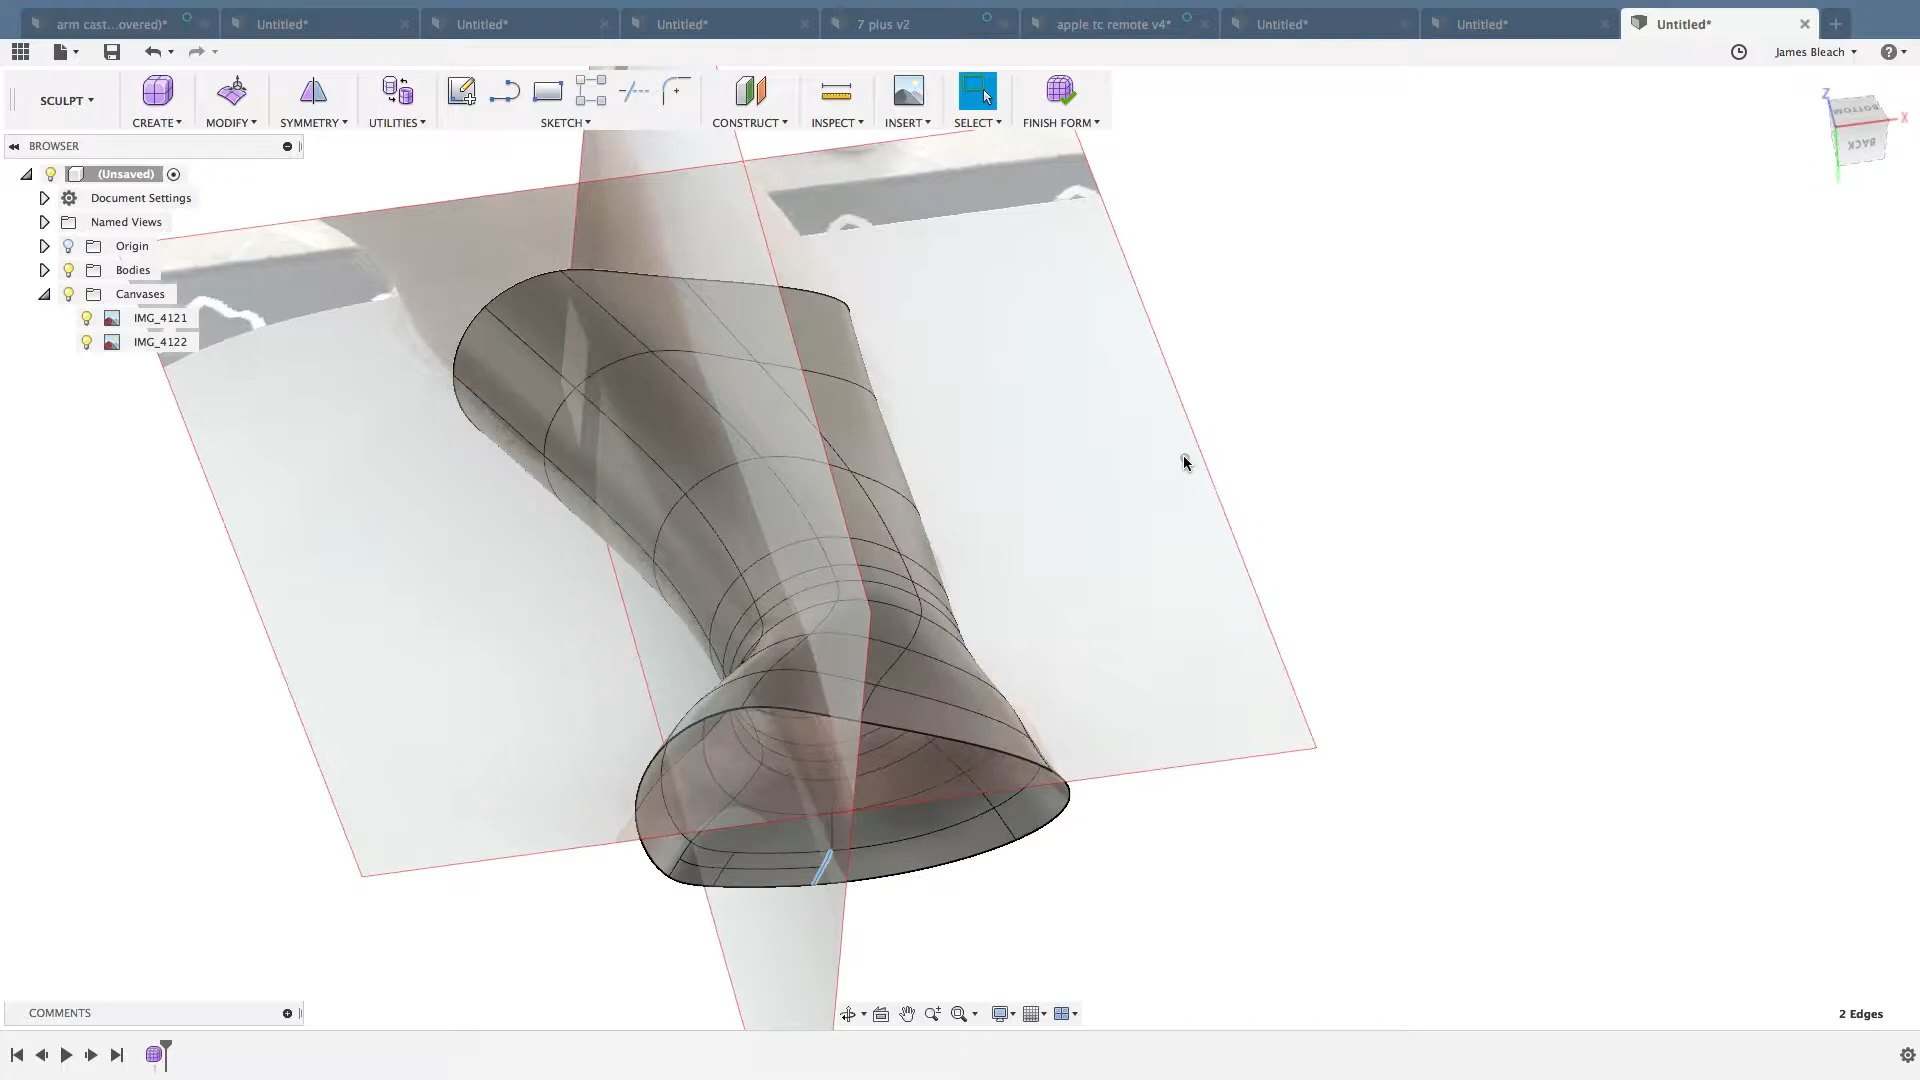 arm cast...overed)*
Untitled*
Untitled*
Untitled*
7 plus v2
apple tc remote v4*
Untitled*
Untitled*
Untitled*
James Bleach
SCULPT
CREATE
MODIFY
SYMMETRY
UTILITIES
SKETCH
CONSTRUCT
INSPECT
INSERT
SELECT
FINISH FORM
Z
BOTTOM
X
BACK
BROWSER
(Unsaved)
Document Settings
Named Views
Origin
Bodies
Canvases
IMG_4121
IMG_4122
COMMENTS
2 Edges